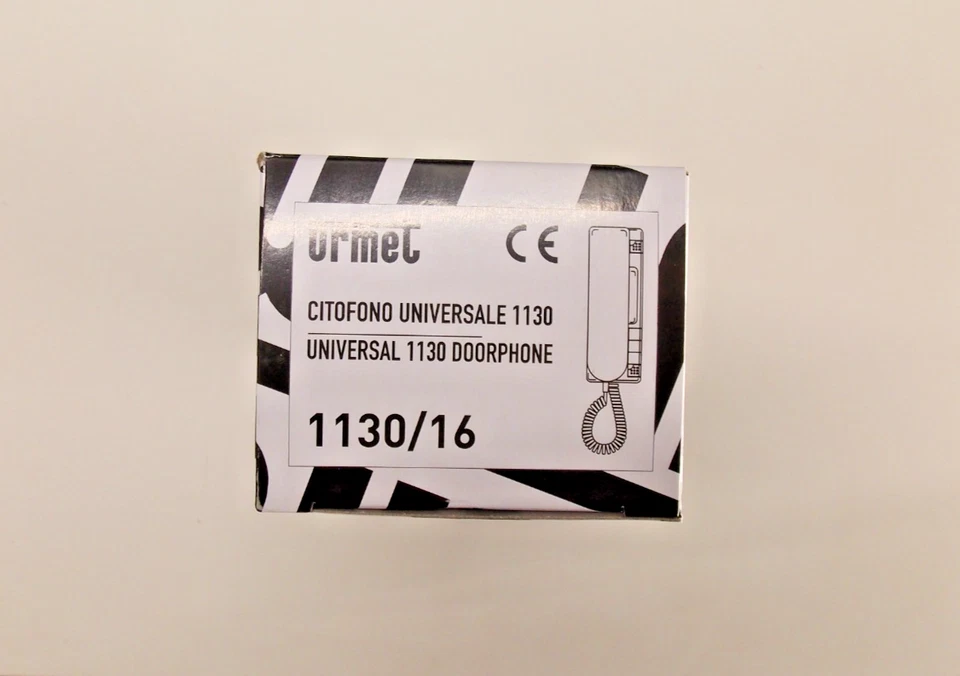 urmet CE
CITOFONO UNIVERSALE 1130
UNIVERSAL 1130 DOORPHONE
1130/16